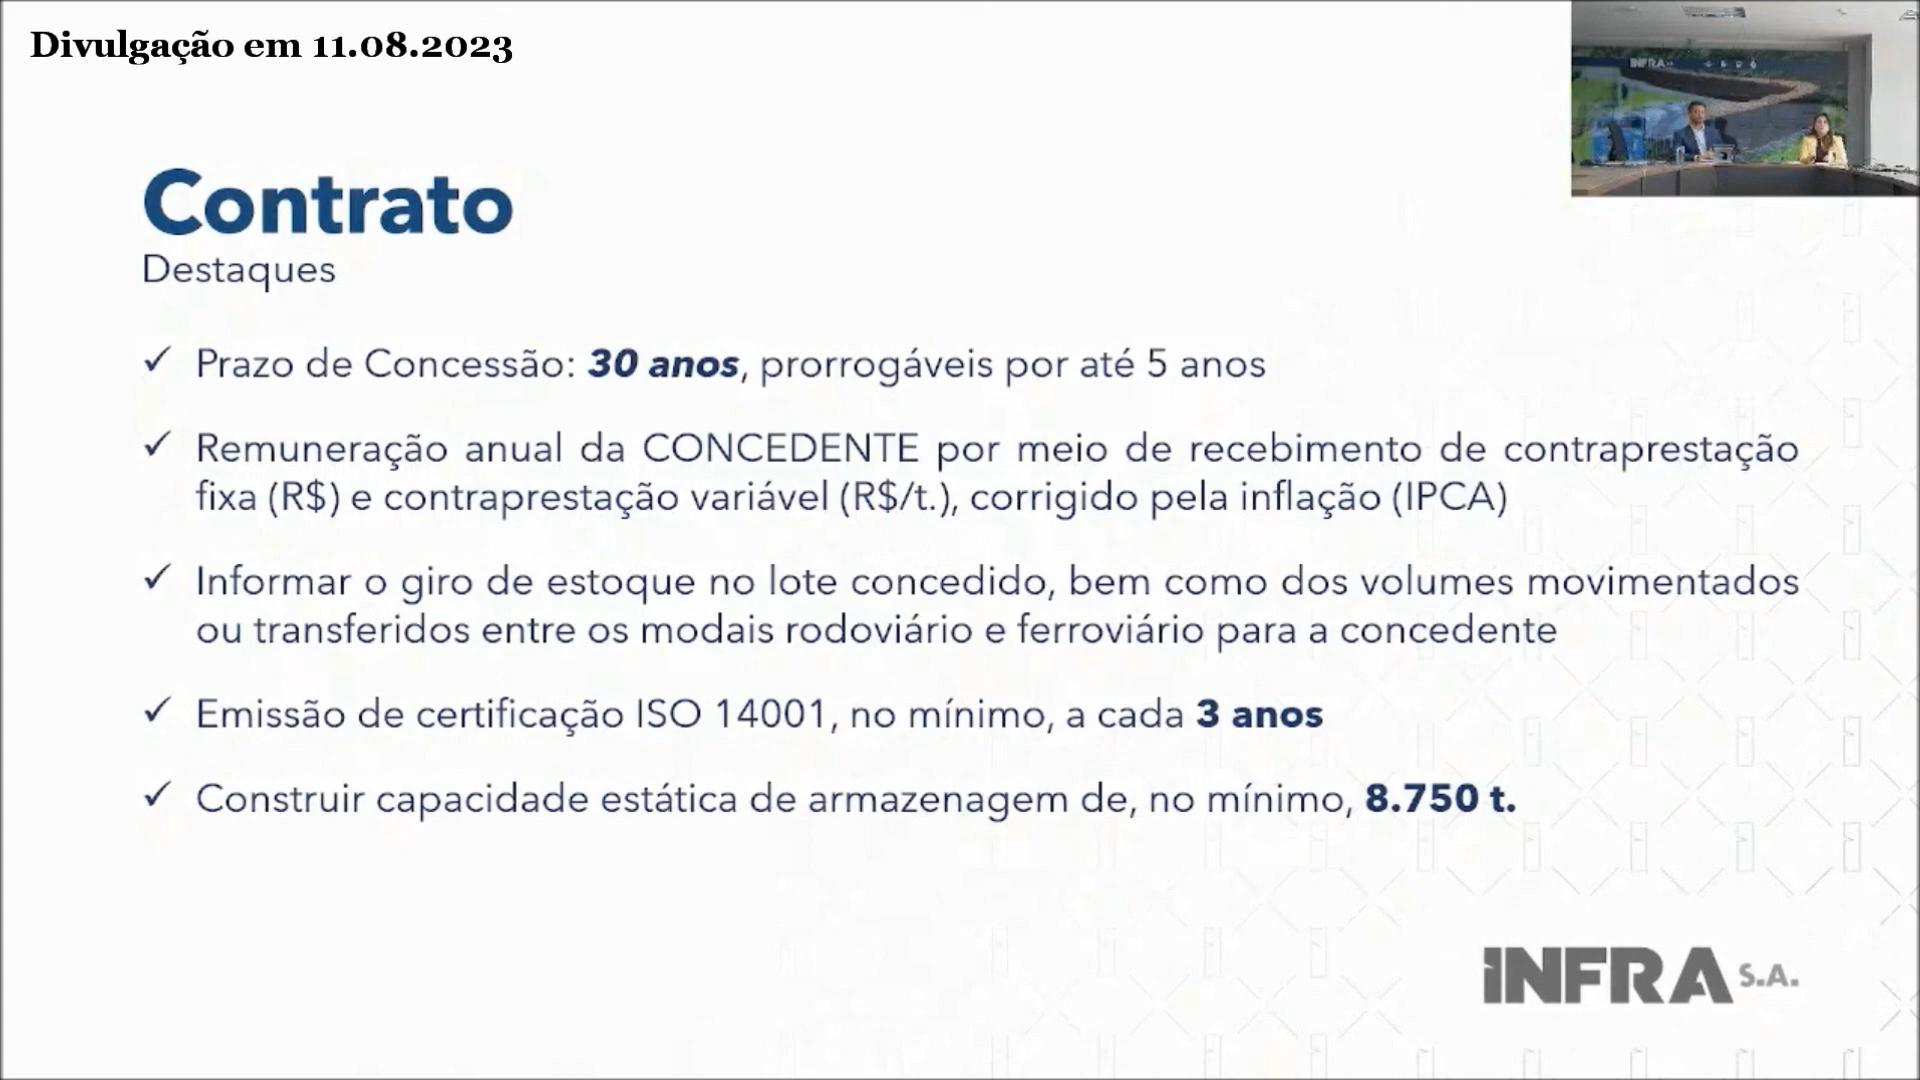 Divulgação em 11.08.2023
INFRA
Contrato
Destaques
✓ Prazo de Concessão: 30 anos, prorrogáveis por até 5 anos
✓ Remuneração anual da CONCEDENTE por meio de recebimento de contraprestação
fixa (R$) e contraprestação variável (R$/t.), corrigido pela inflação (IPCA)
✓ Informar o giro de estoque no lote concedido, bem como dos volumes movimentados
ou transferidos entre os modais rodoviário e ferroviário para a concedente
✓ Emissão de certificação ISO 14001, no mínimo, a cada 3 anos
✓ Construir capacidade estática de armazenagem de, no mínimo, 8.750 t.
INFRA S.A.